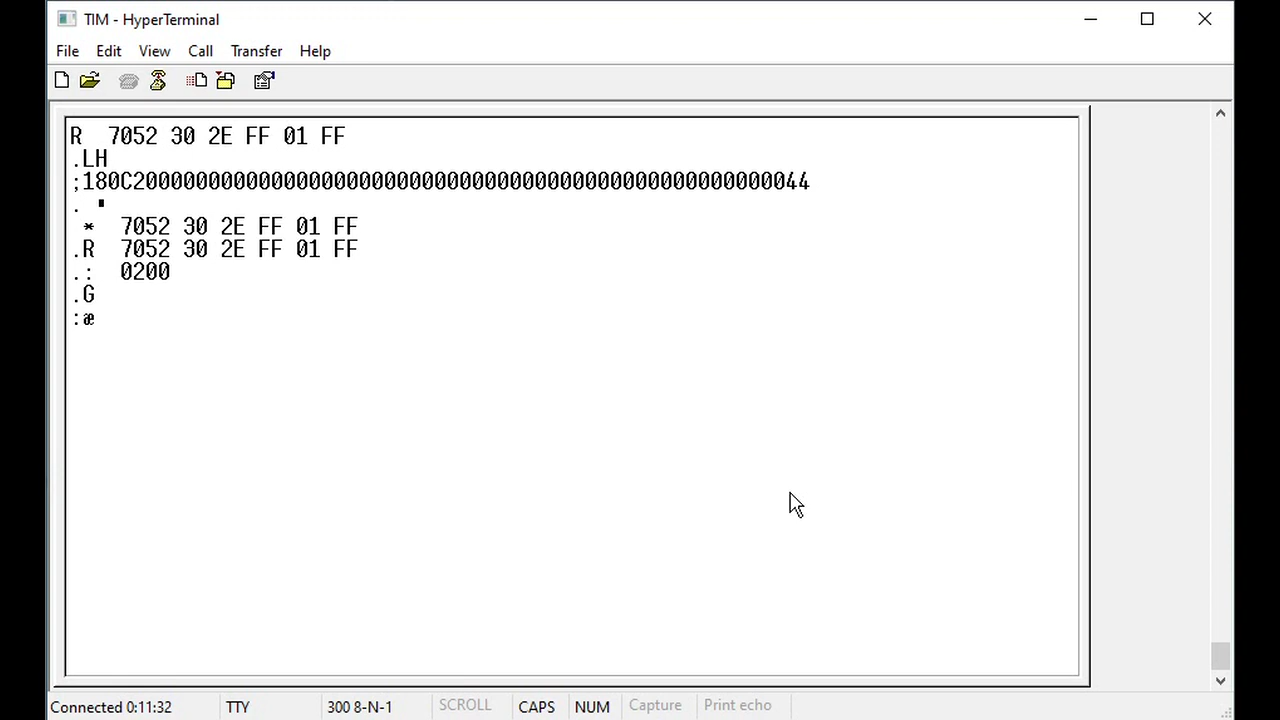 TIM - HyperTerminal
File Edit View Call Transfer Help
R  7052 30 2E FF 01 FF
.LH
;180C20000000000000000000000000000000000000000000000000000044
. '
 *  7052 30 2E FF 01 FF
.R  7052 30 2E FF 01 FF
.:  0200
.G
:æ
Connected 0:11:32 TTY 300 8-N-1 SCROLL CAPS NUM Capture Print echo